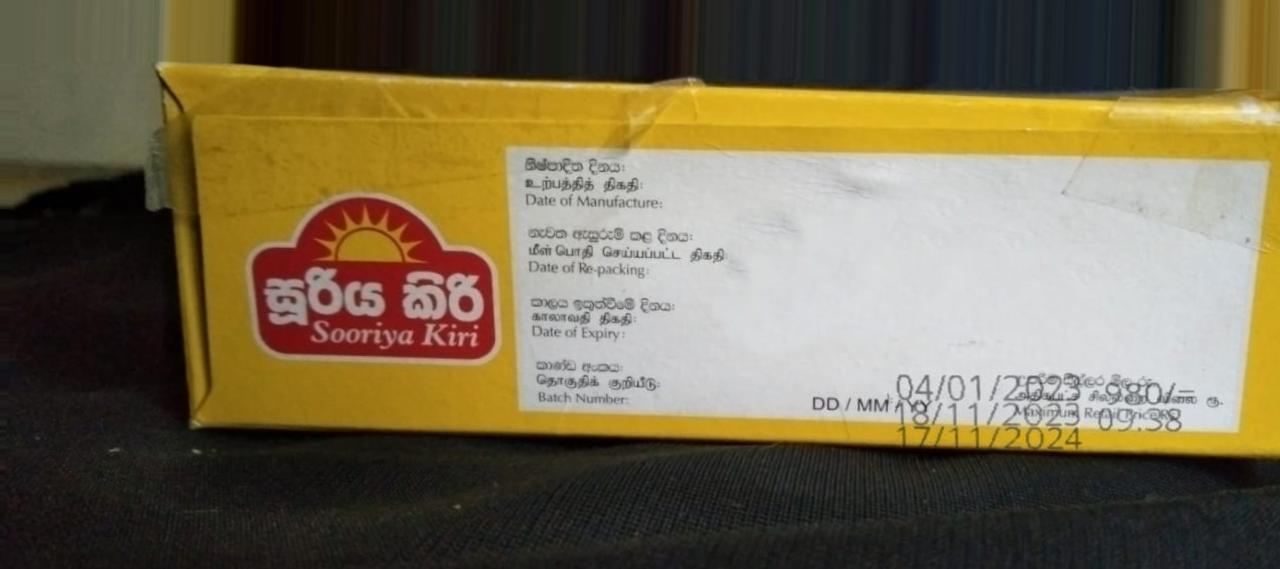 සූරිය කිරි
Sooriya Kiri
නිෂ්පාදිත දිනය:
உற்பத்தித் திகதி:
Date of Manufacture:
නැවත ඇසුරුම් කළ දිනය:
மீள் பொதி செய்யப்பட்ட திகதி:
Date of Re-packing:
කාලය ඉකුත්වීමේ දිනය:
காலாவதி திகதி:
Date of Expiry:
කාණ්ඩ අංකය:
தொகுதிக் குறியீடு:
Batch Number:
DD / MM / YY
04/01/2023 980/=
18/11/2023 09.38
17/11/2024
Maximum Retail Price